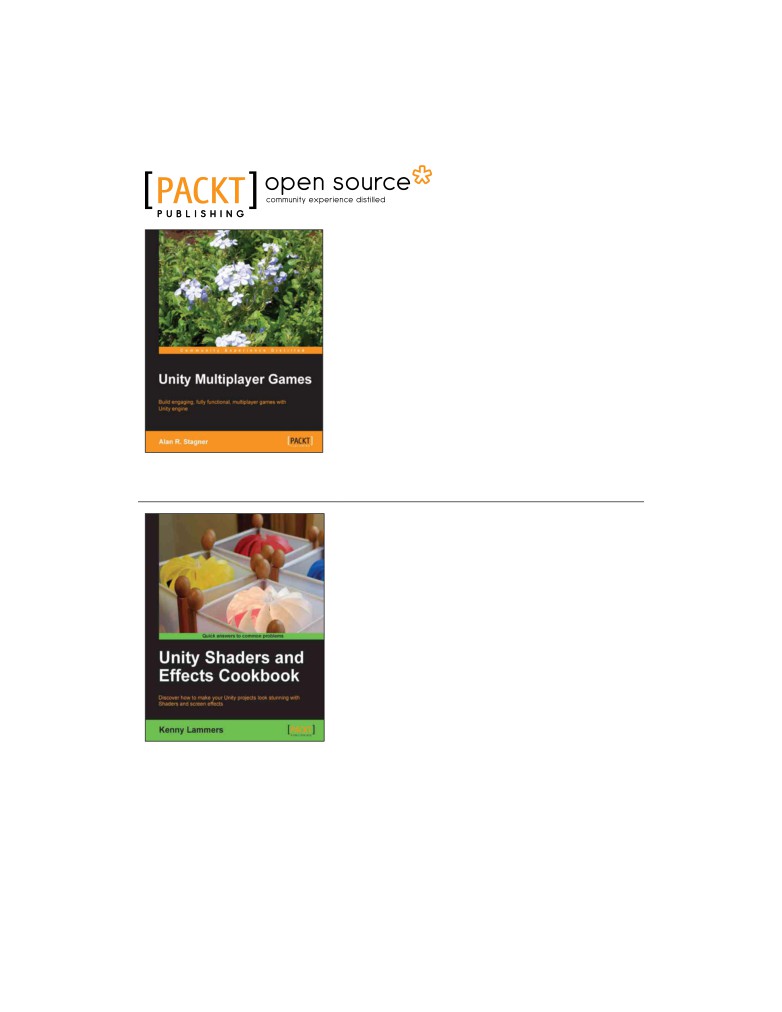 [PACKT] open source*
community experience distilled
PUBLISHING
Community Experience Distilled
Unity Multiplayer Games
Build engaging, fully functional, multiplayer games with
Unity engine
Alan R. Stagner
[PACKT]
Quick answers to common problems
Unity Shaders and
Effects Cookbook
Discover how to make your Unity projects look stunning with
Shaders and screen effects
Kenny Lammers
[PACKT]